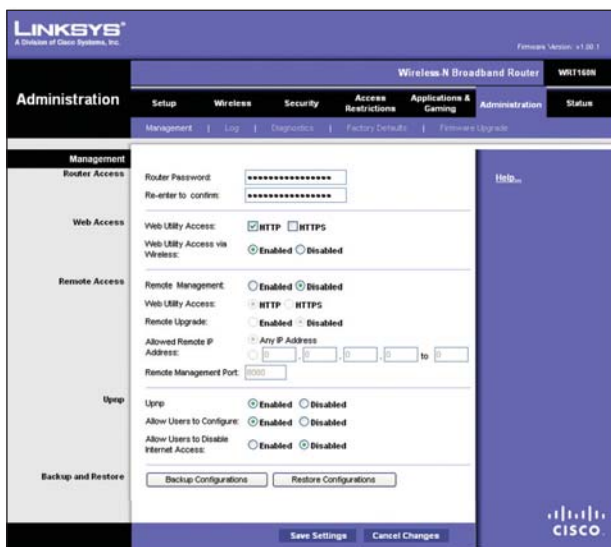 LINKSYS®
A Division of Cisco Systems, Inc.
Firmware Version: v1.00.1
Wireless-N Broadband Router WRT160N
Administration
Setup Wireless Security Access Restrictions Applications & Gaming Administration Status
Management | Log | Diagnostics | Factory Defaults | Firmware Upgrade
Management
Router Access
Router Password:
Re-enter to confirm:
Help...
Web Access
Web Utility Access: HTTP HTTPS
Web Utility Access via Wireless: Enabled Disabled
Remote Access
Remote Management: Enabled Disabled
Web Utility Access: HTTP HTTPS
Remote Upgrade: Enabled Disabled
Allowed Remote IP Address: Any IP Address
0 . 0 . 0 . 0 to 0
Remote Management Port: 8080
Upnp
Upnp Enabled Disabled
Allow Users to Configure: Enabled Disabled
Allow Users to Disable Internet Access: Enabled Disabled
Backup and Restore
Backup Configurations Restore Configurations
Save Settings Cancel Changes
CISCO